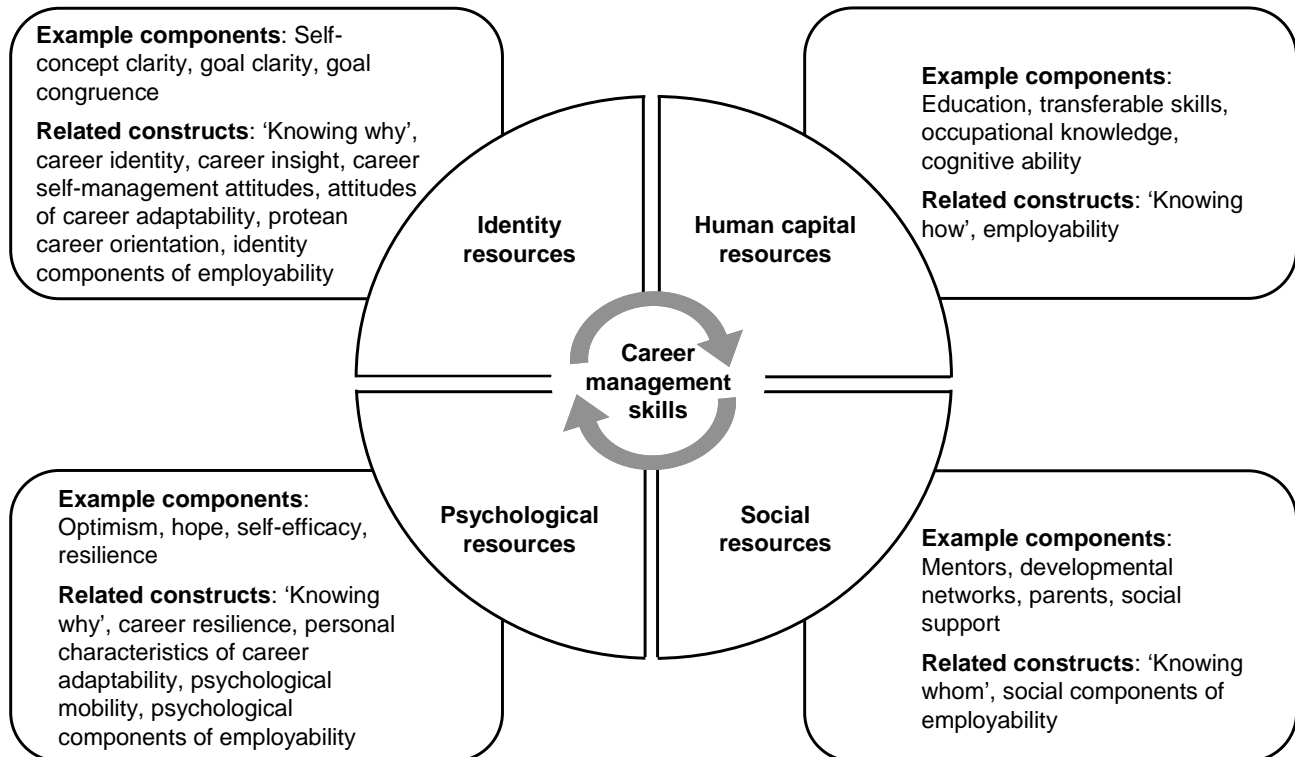 Example components: Self-
concept clarity, goal clarity, goal
congruence
Related constructs: ‘Knowing why’,
career identity, career insight, career
self-management attitudes, attitudes
of career adaptability, protean
career orientation, identity
components of employability
Example components:
Education, transferable skills,
occupational knowledge,
cognitive ability
Related constructs: ‘Knowing
how’, employability
Identity
resources
Human capital
resources
Career
management
skills
Psychological
resources
Social
resources
Example components:
Optimism, hope, self-efficacy,
resilience
Related constructs: ‘Knowing
why’, career resilience, personal
characteristics of career
adaptability, psychological
mobility, psychological
components of employability
Example components:
Mentors, developmental
networks, parents, social
support
Related constructs: ‘Knowing
whom’, social components of
employability